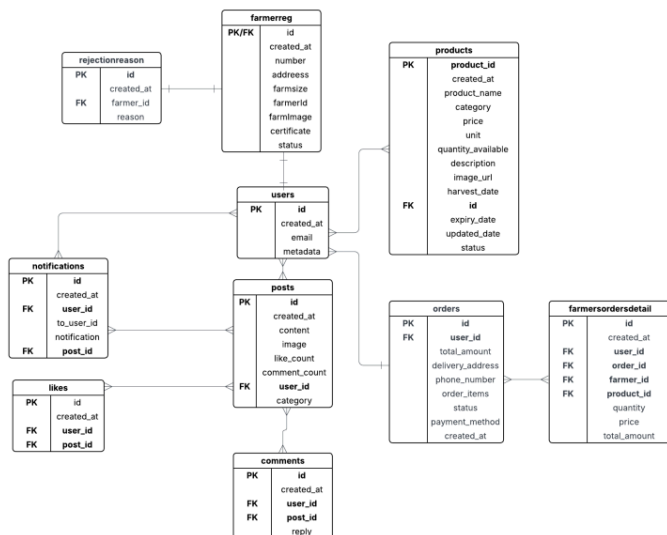 farmerreg
PK/FK id
created_at
number
addreess
farmsize
farmerId
farmImage
certificate
status
rejectionreason
PK id
created_at
FK farmer_id
reason
products
PK product_id
created_at
product_name
category
price
unit
quantity_available
description
image_url
harvest_date
FK id
expiry_date
updated_date
status
users
PK id
created_at
email
metadata
notifications
PK id
created_at
FK user_id
to_user_id
notification
FK post_id
posts
PK id
created_at
content
image
like_count
comment_count
FK user_id
category
orders
PK id
FK user_id
total_amount
delivery_address
phone_number
order_items
status
payment_method
created_at
farmersordersdetail
PK id
created_at
FK user_id
FK order_id
FK farmer_id
FK product_id
quantity
price
total_amount
likes
PK id
created_at
FK user_id
FK post_id
comments
PK id
created_at
FK user_id
FK post_id
reply